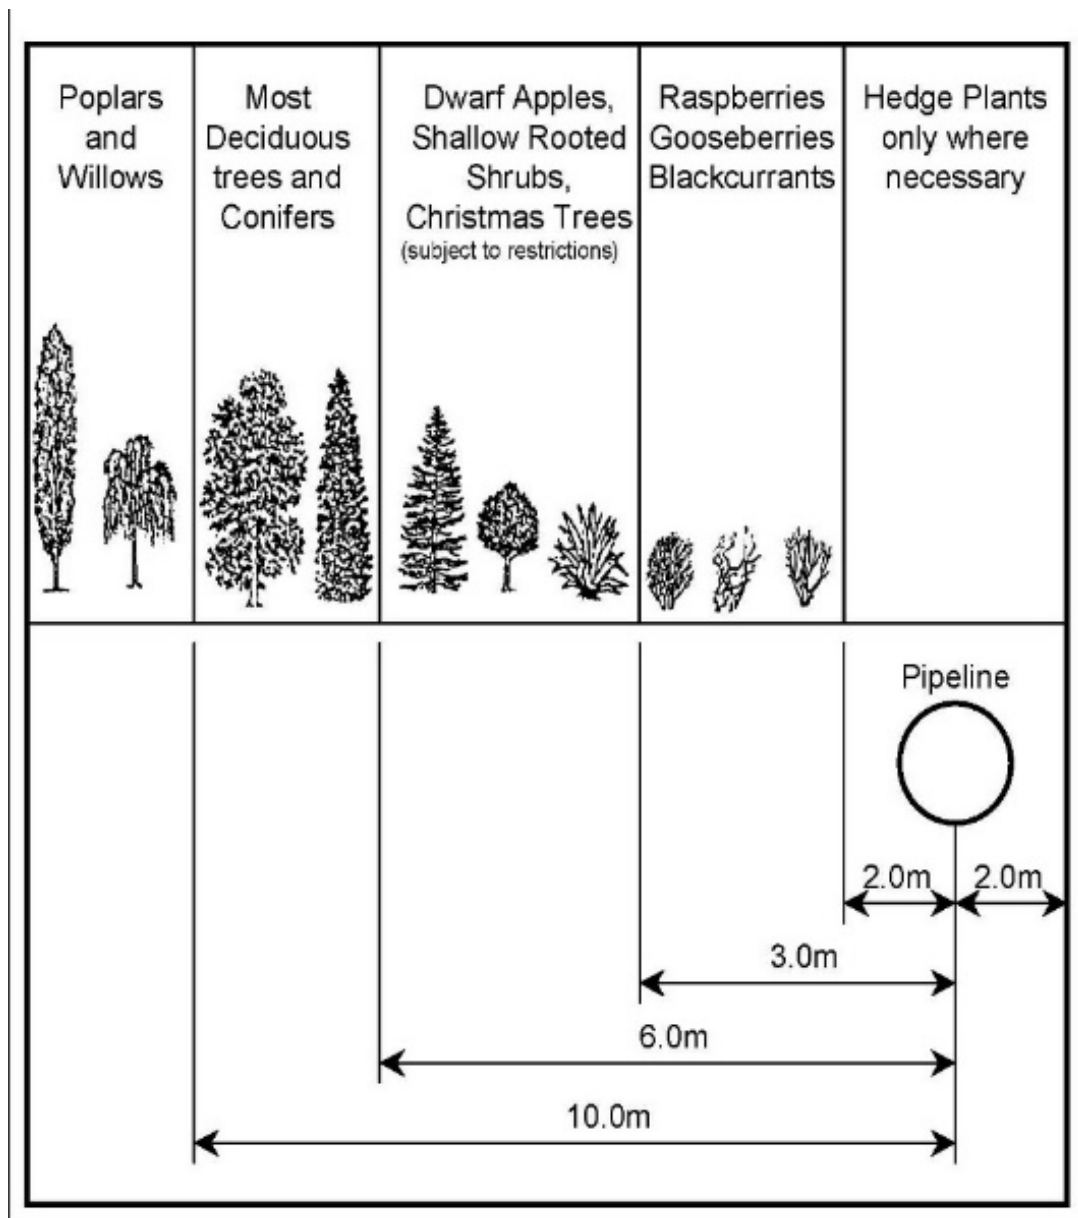 Poplars
and
Willows
Most
Deciduous
trees and
Conifers
Dwarf Apples,
Shallow Rooted
Shrubs,
Christmas Trees
(subject to restrictions)
Raspberries
Gooseberries
Blackcurrants
Hedge Plants
only where
necessary
Pipeline
2.0m
2.0m
3.0m
6.0m
10.0m